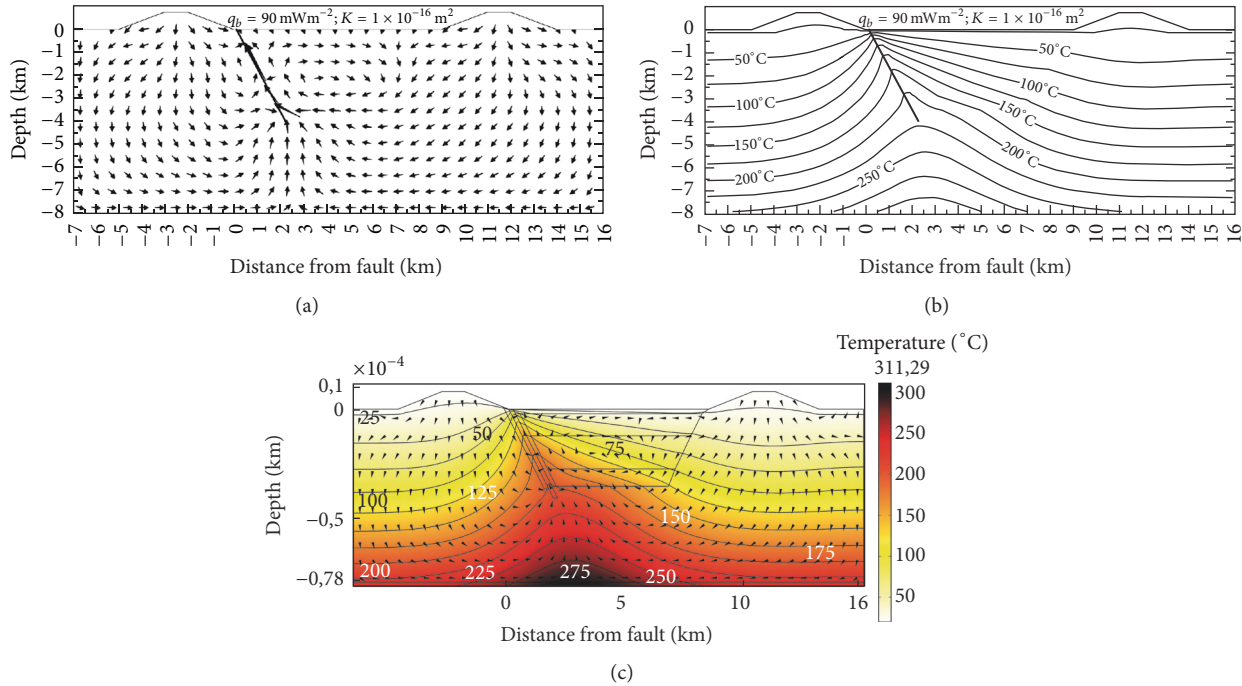 q_b = 90 mWm⁻²; K = 1 × 10⁻¹⁶ m²
0
−1
−2
−3
−4
−5
−6
−7
−8
Depth (km)
−7 −6 −5 −4 −3 −2 −1 0 1 2 3 4 5 6 7 8 9 10 11 12 13 14 15 16
Distance from fault (km)
(a)
q_b = 90 mWm⁻²; K = 1 × 10⁻¹⁶ m²
0
−1
−2
−3
−4
−5
−6
−7
−8
Depth (km)
50°C 50°C
100°C 100°C
150°C 150°C
200°C 200°C
250°C
−7 −6 −5 −4 −3 −2 −1 0 1 2 3 4 5 6 7 8 9 10 11 12 13 14 15 16
Distance from fault (km)
(b)
Temperature (°C)
311,29
300
250
200
150
100
50
×10⁻⁴
0,1
0
−0,5
−0,78
Depth (km)
25
50
75
100
125
150
175
200 225 275 250
0 5 10 16
Distance from fault (km)
(c)